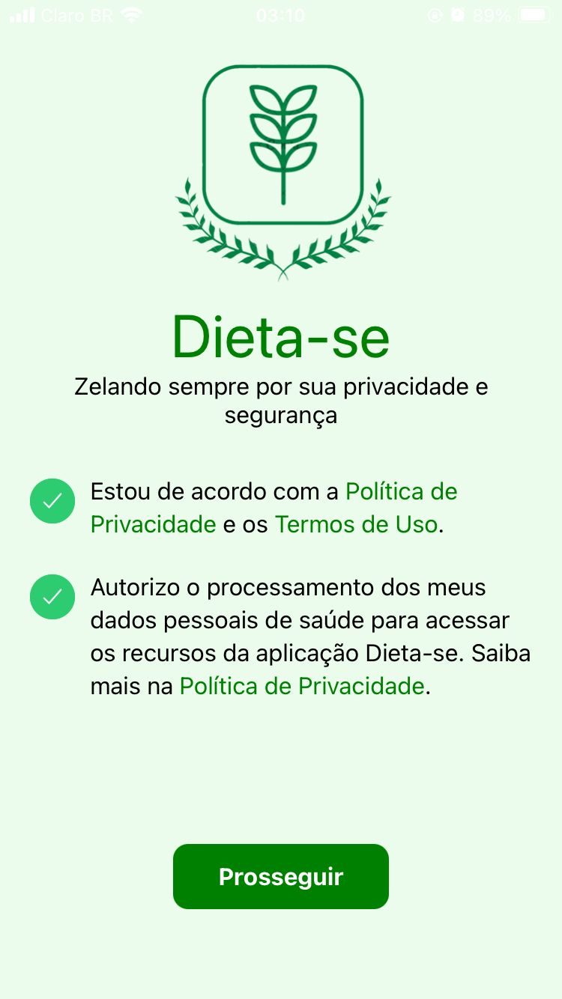 Claro BR 03:10 89%
Dieta-se
Zelando sempre por sua privacidade e
segurança
Estou de acordo com a Política de
Privacidade e os Termos de Uso.
Autorizo o processamento dos meus
dados pessoais de saúde para acessar
os recursos da aplicação Dieta-se. Saiba
mais na Política de Privacidade.
Prosseguir